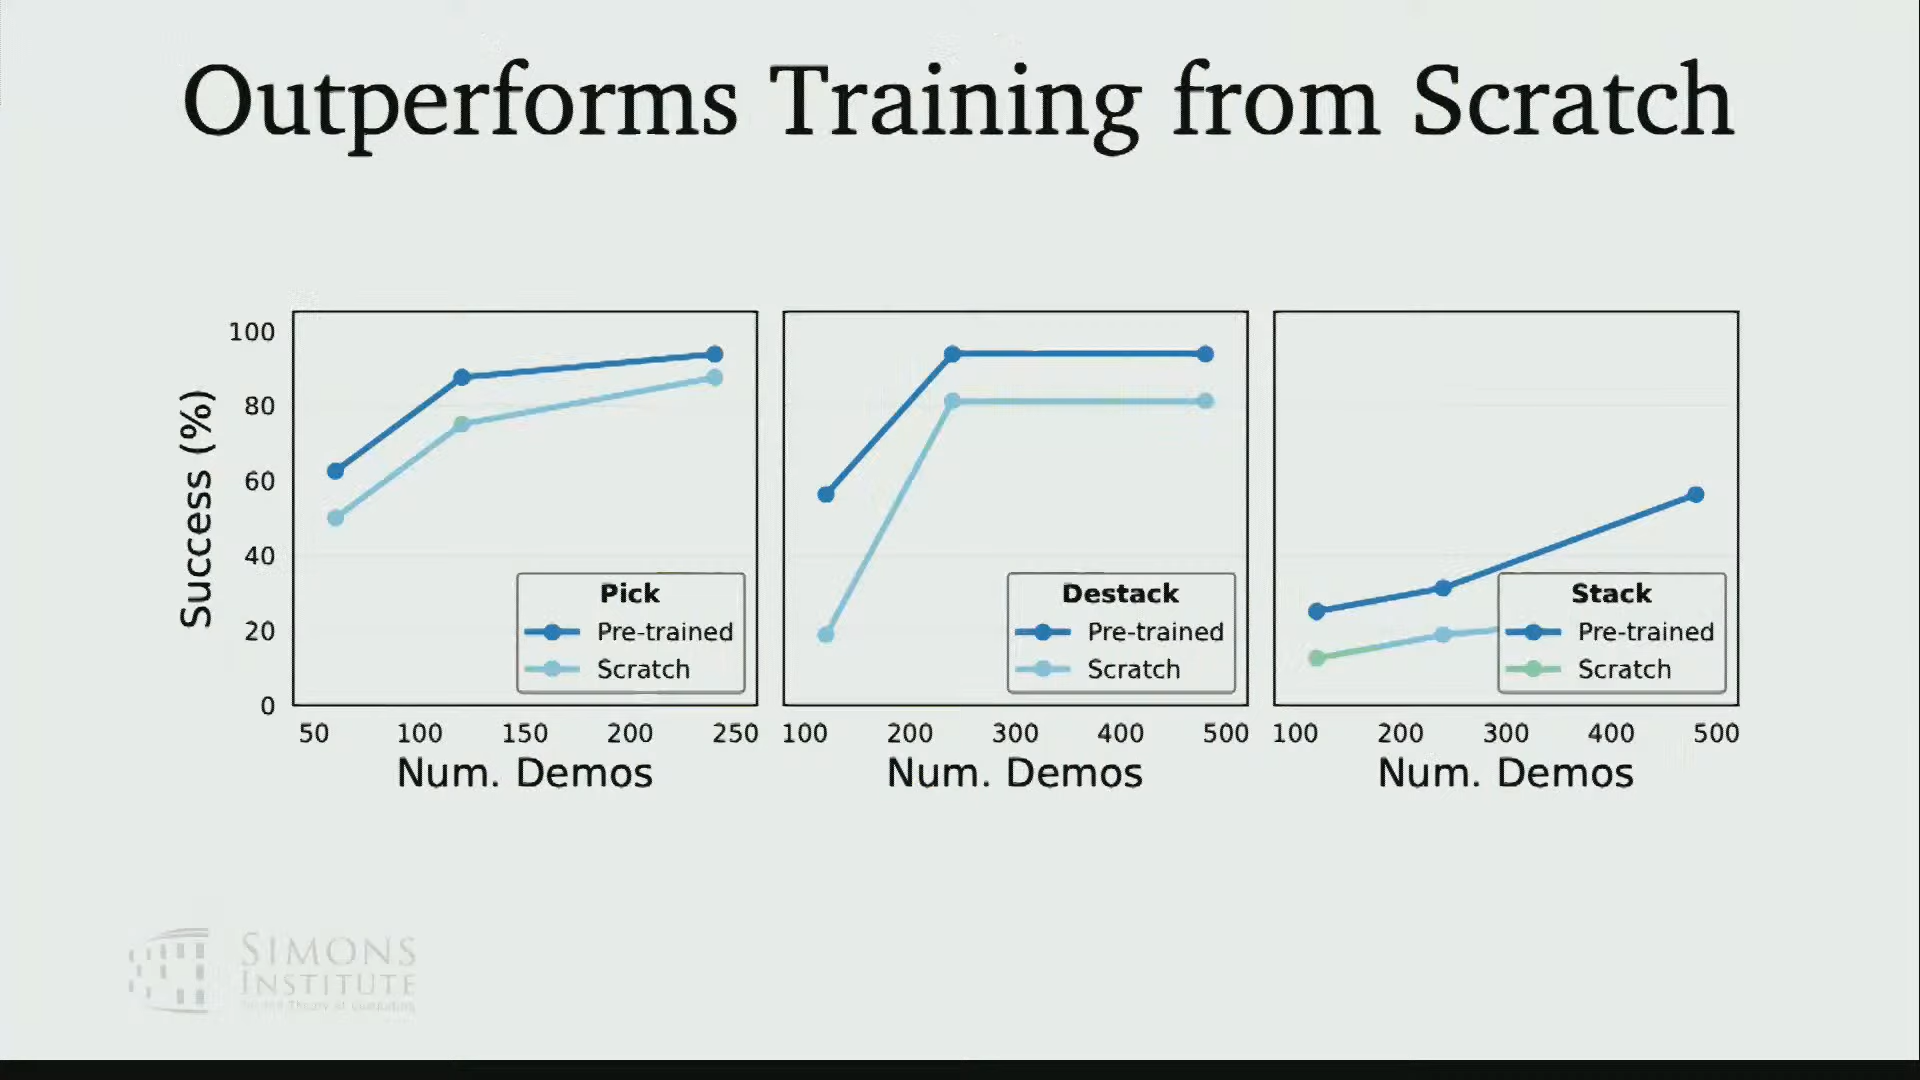 Outperforms Training from Scratch
Success (%)
100
80
60
40
20
0
Pick
Pre-trained
Scratch
50 100 150 200 250
Num. Demos
Destack
Pre-trained
Scratch
100 200 300 400 500
Num. Demos
Stack
Pre-trained
Scratch
100 200 300 400 500
Num. Demos
SIMONS
INSTITUTE